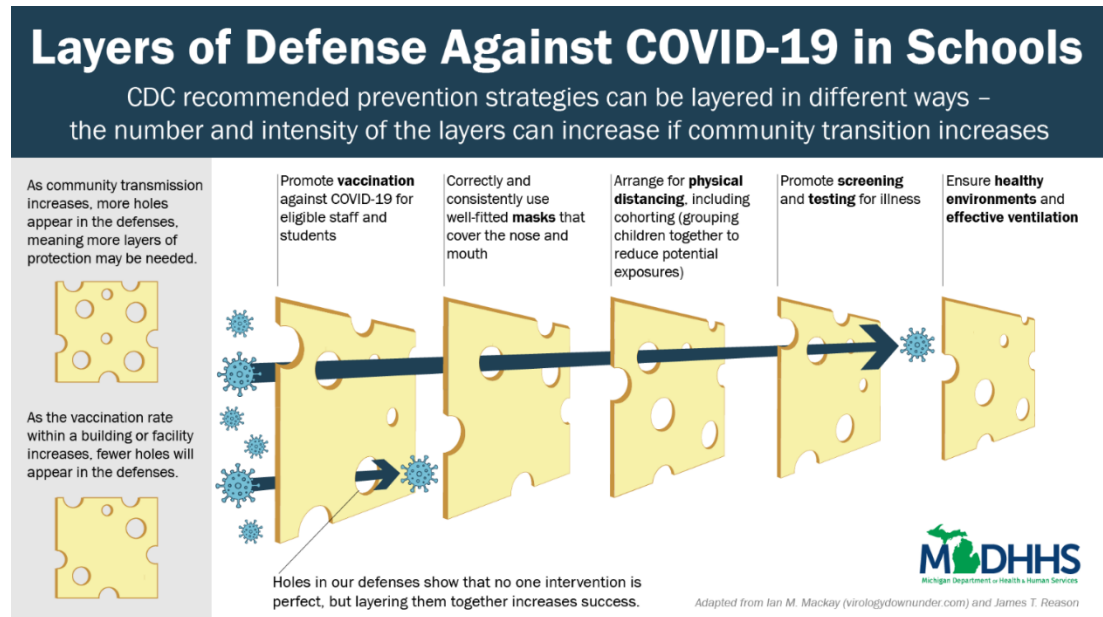 Layers of Defense Against COVID-19 in Schools
CDC recommended prevention strategies can be layered in different ways –
the number and intensity of the layers can increase if community transition increases
As community transmission
increases, more holes
appear in the defenses,
meaning more layers of
protection may be needed.
As the vaccination rate
within a building or facility
increases, fewer holes will
appear in the defenses.
Promote vaccination
against COVID-19 for
eligible staff and
students
Correctly and
consistently use
well-fitted masks that
cover the nose and
mouth
Arrange for physical
distancing, including
cohorting (grouping
children together to
reduce potential
exposures)
Promote screening
and testing for illness
Ensure healthy
environments and
effective ventilation
Holes in our defenses show that no one intervention is
perfect, but layering them together increases success.
MDHHS
Michigan Department of Health & Human Services
Adapted from Ian M. Mackay (virologydownunder.com) and James T. Reason